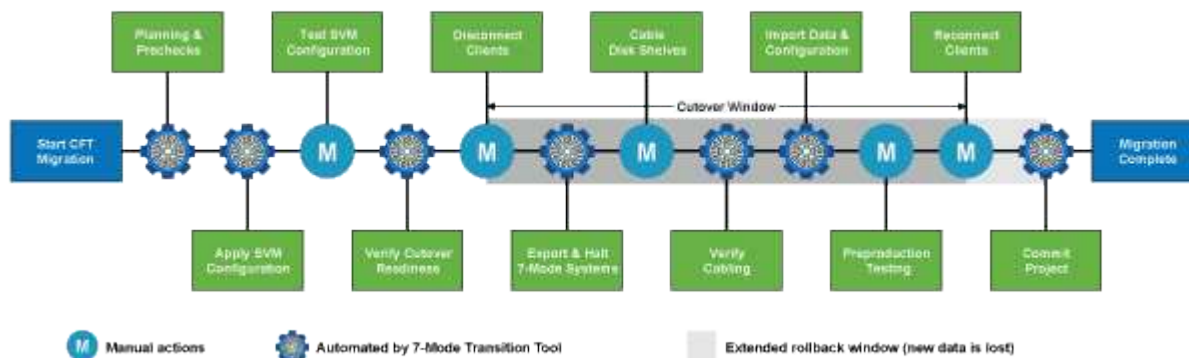 Planning &
Prechecks
Test SVM
Configuration
Disconnect
Clients
Cable
Disk Shelves
Import Data &
Configuration
Reconnect
Clients
Cutover Window
Start CFT
Migration
M
M
M
M
M
Migration
Complete
Apply SVM
Configuration
Verify Cutover
Readiness
Export & Halt
7-Mode Systems
Verify
Cabling
Preproduction
Testing
Commit
Project
M Manual actions
Automated by 7-Mode Transition Tool
Extended rollback window (new data is lost)